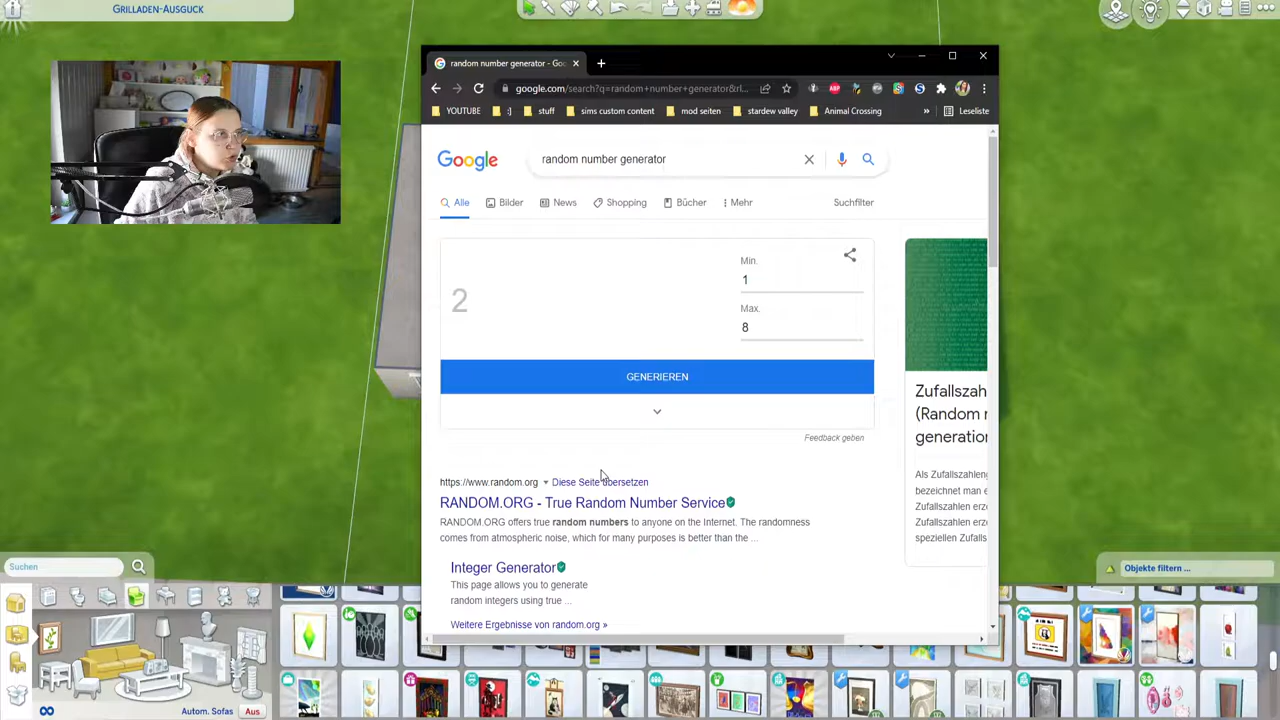 GRILLADEN-AUSGUCK
random number generator - Goo
google.com/search?q=random+number+generator&rl...
YOUTUBE
:]
stuff
sims custom content
mod seiten
stardew valley
Animal Crossing
»
Leseliste
Google
random number generator
Alle
Bilder
News
Shopping
Bücher
Mehr
Suchfilter
2
Min.
1
Max.
8
GENERIEREN
Feedback geben
https://www.random.org
Diese Seite übersetzen
RANDOM.ORG - True Random Number Service
RANDOM.ORG offers true random numbers to anyone on the Internet. The randomness
comes from atmospheric noise, which for many purposes is better than the ...
Integer Generator
This page allows you to generate
random integers using true ...
Weitere Ergebnisse von random.org »
Zufallszah
(Random n
generation
Als Zufallszahlen
bezeichnet man e
Zufallszahlen erz
Zufallszahlen erz
speziellen Zufalls
Suchen
Objekte filtern ...
Autom. Sofas
Aus